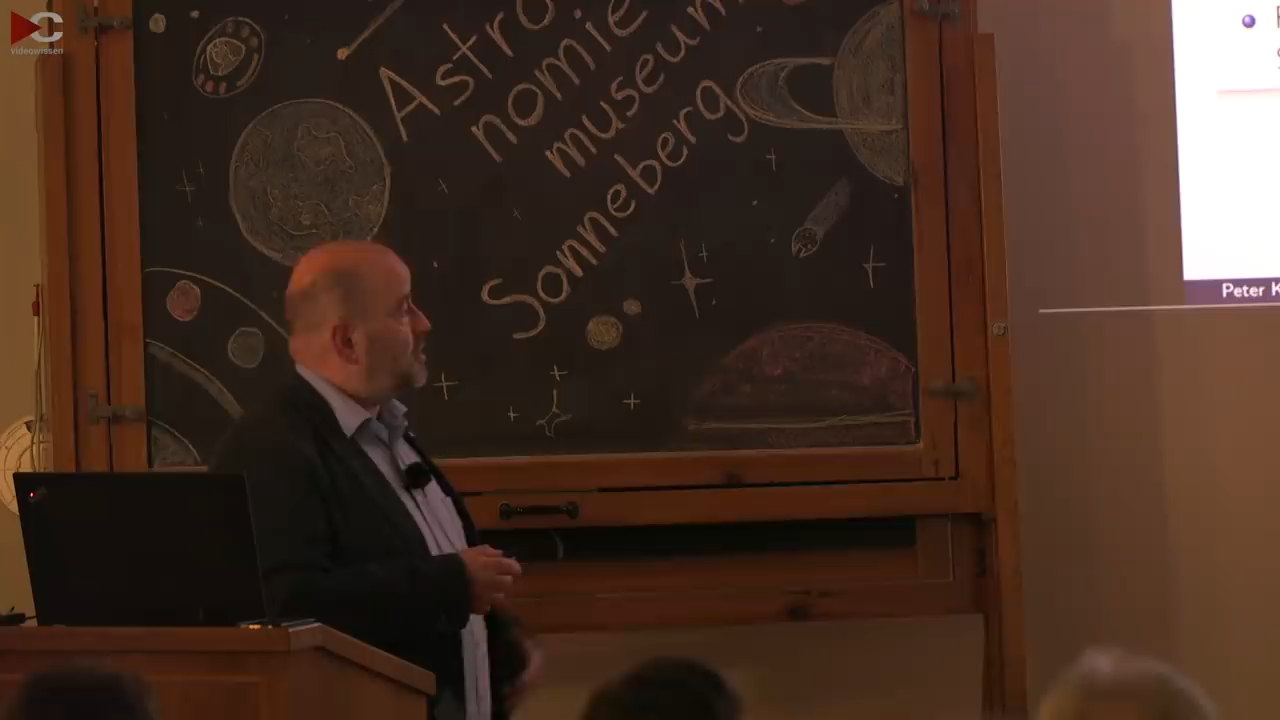 videowissen
Astro
nomie
museum
Sonneberg
Peter K